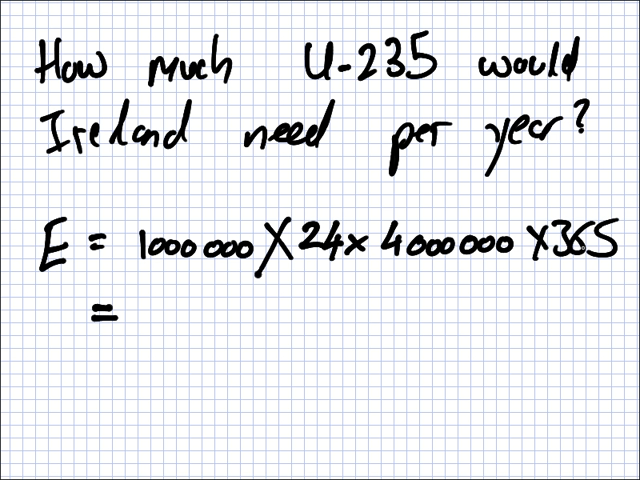 How much U-235 would
Ireland need per year?
E = 1000000 X 24 x 4000000 x 365
=